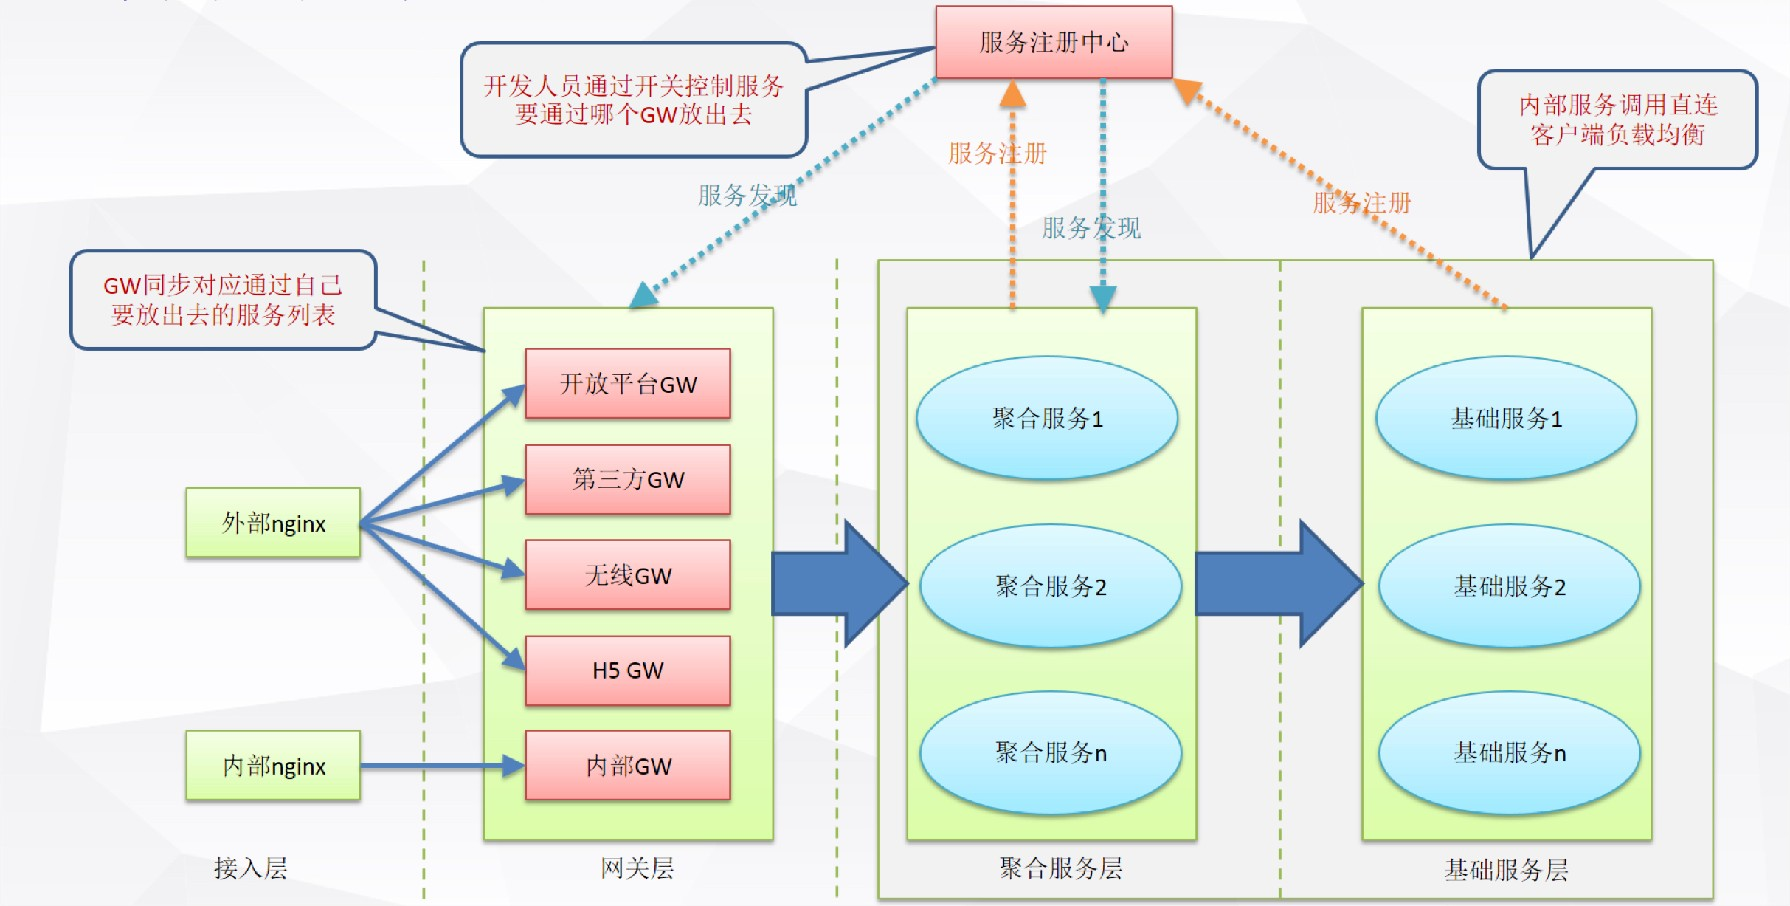 服务注册中心
开发人员通过开关控制服务
要通过哪个GW放出去
内部服务调用直连
客户端负载均衡
服务注册
服务发现
服务注册
服务发现
GW同步对应通过自己
要放出去的服务列表
开放平台GW
第三方GW
无线GW
H5 GW
内部GW
外部nginx
内部nginx
聚合服务1
聚合服务2
聚合服务n
基础服务1
基础服务2
基础服务n
接入层
网关层
聚合服务层
基础服务层